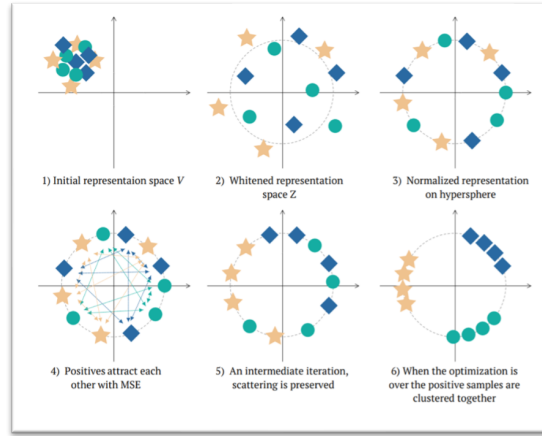 1) Initial representaion space V
2) Whitened representation
space Z
3) Normalized representation
on hypersphere
4) Positives attract each
other with MSE
5) An intermediate iteration,
scattering is preserved
6) When the optimization is
over the positive samples are
clustered together